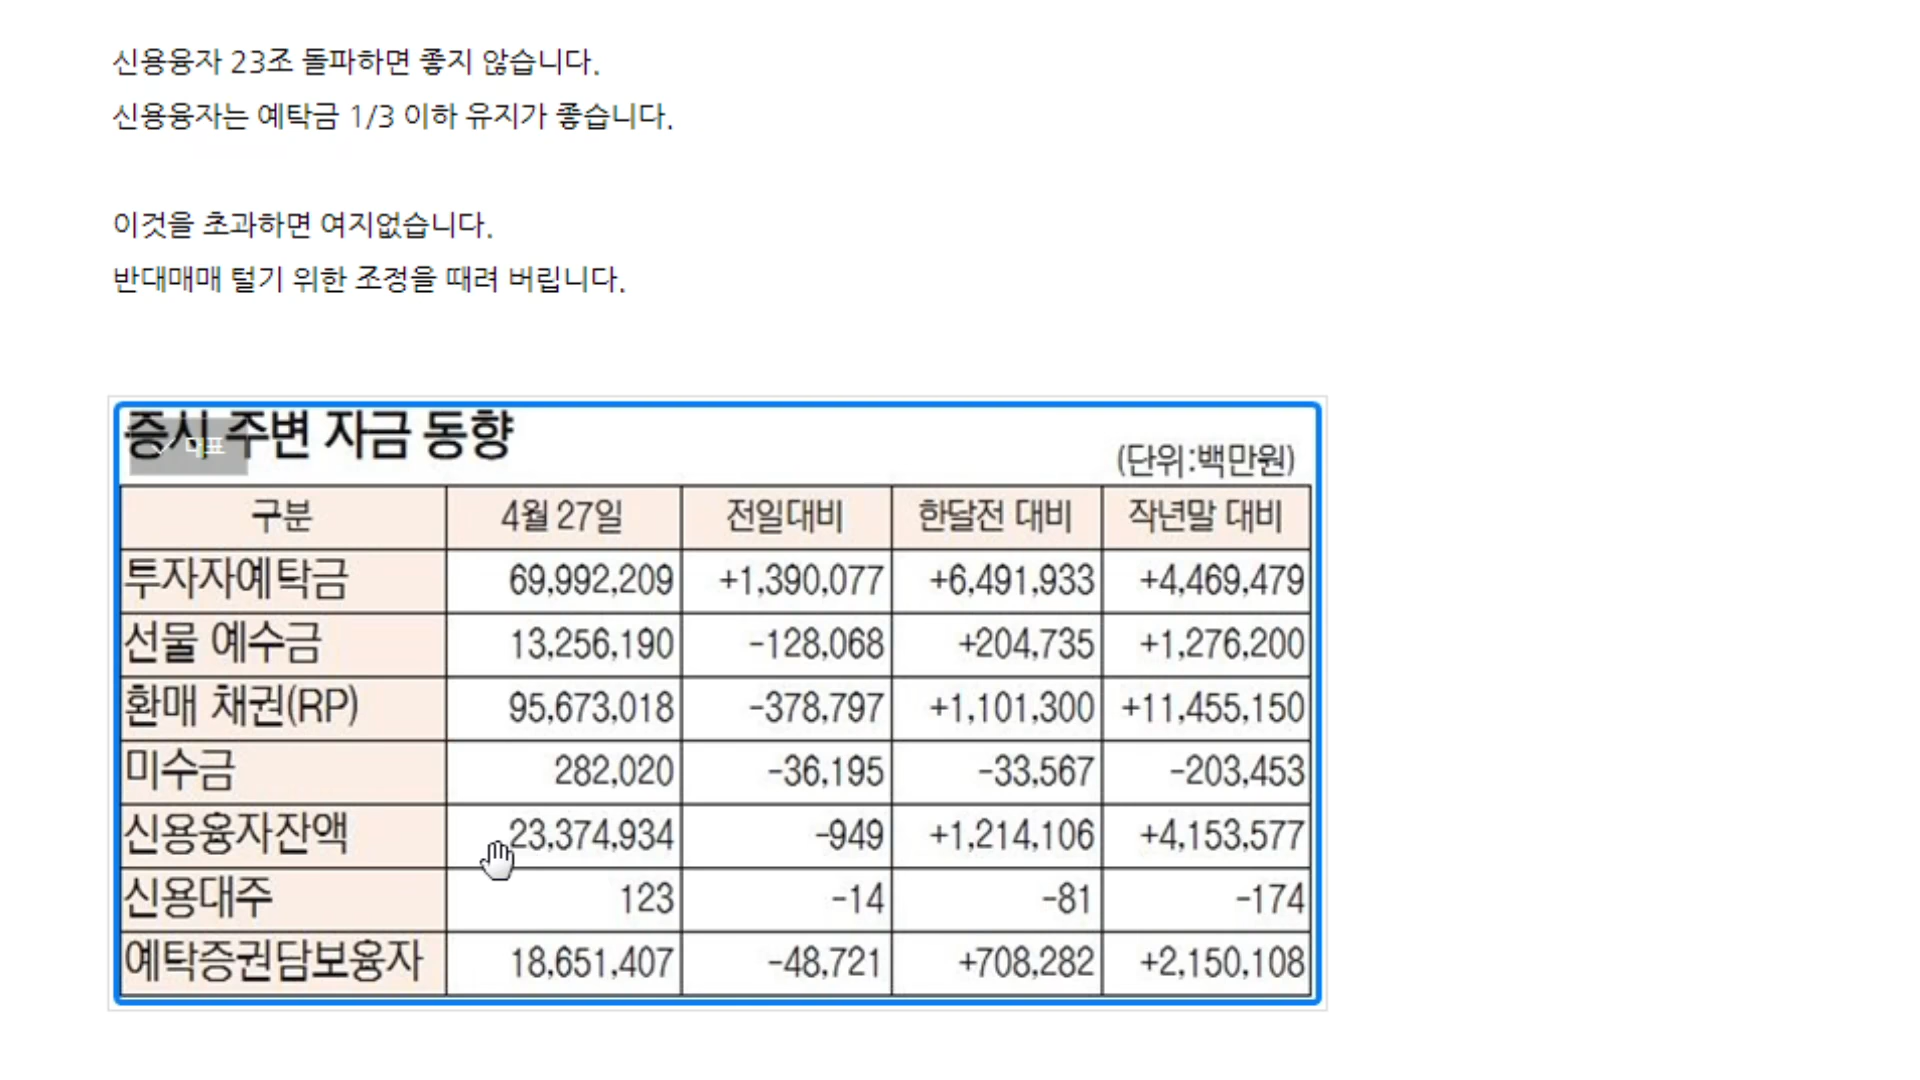 신용융자 23조 돌파하면 좋지 않습니다.
신용융자는 예탁금 1/3 이하 유지가 좋습니다.
이것을 초과하면 여지없습니다.
반대매매 털기 위한 조정을 때려 버립니다.
증시 주변 자금 동향
대표
(단위:백만원)
구분 4월 27일 전일대비 한달전 대비 작년말 대비
투자자예탁금 69,992,209 +1,390,077 +6,491,933 +4,469,479
선물 예수금 13,256,190 -128,068 +204,735 +1,276,200
환매 채권(RP) 95,673,018 -378,797 +1,101,300 +11,455,150
미수금 282,020 -36,195 -33,567 -203,453
신용융자잔액 23,374,934 -949 +1,214,106 +4,153,577
신용대주 123 -14 -81 -174
예탁증권담보융자 18,651,407 -48,721 +708,282 +2,150,108